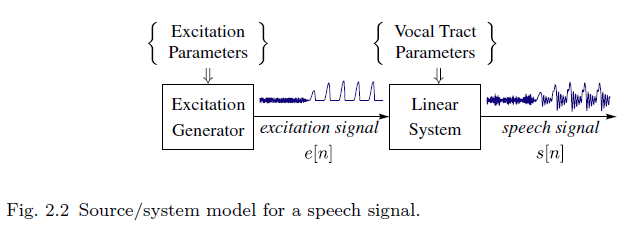 Excitation
Parameters
Vocal Tract
Parameters
Excitation
Generator
excitation signal
e[n]
Linear
System
speech signal
s[n]
Fig. 2.2 Source/system model for a speech signal.